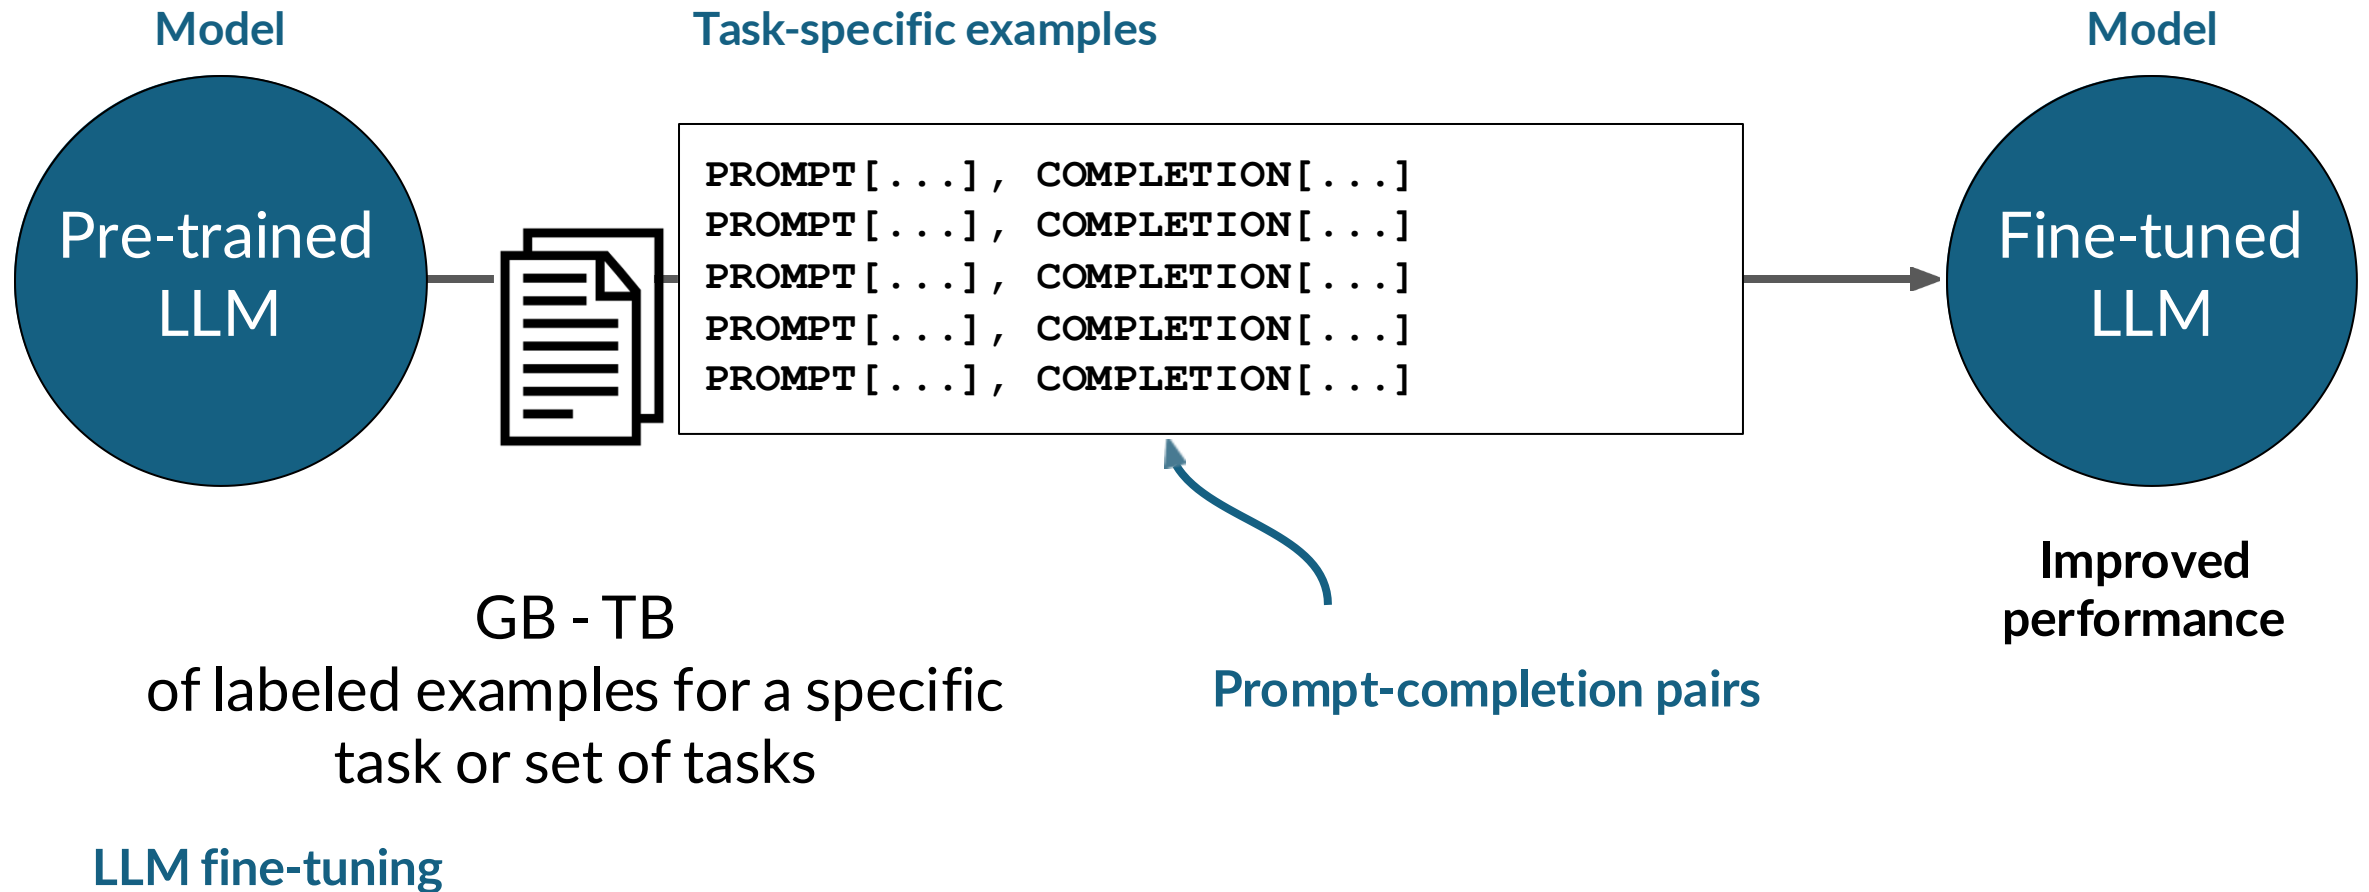 Model
Task-specific examples
Model
Pre-trained
LLM
PROMPT[...], COMPLETION[...]
PROMPT[...], COMPLETION[...]
PROMPT[...], COMPLETION[...]
PROMPT[...], COMPLETION[...]
PROMPT[...], COMPLETION[...]
Fine-tuned
LLM
Improved
performance
GB - TB
of labeled examples for a specific
task or set of tasks
Prompt-completion pairs
LLM fine-tuning